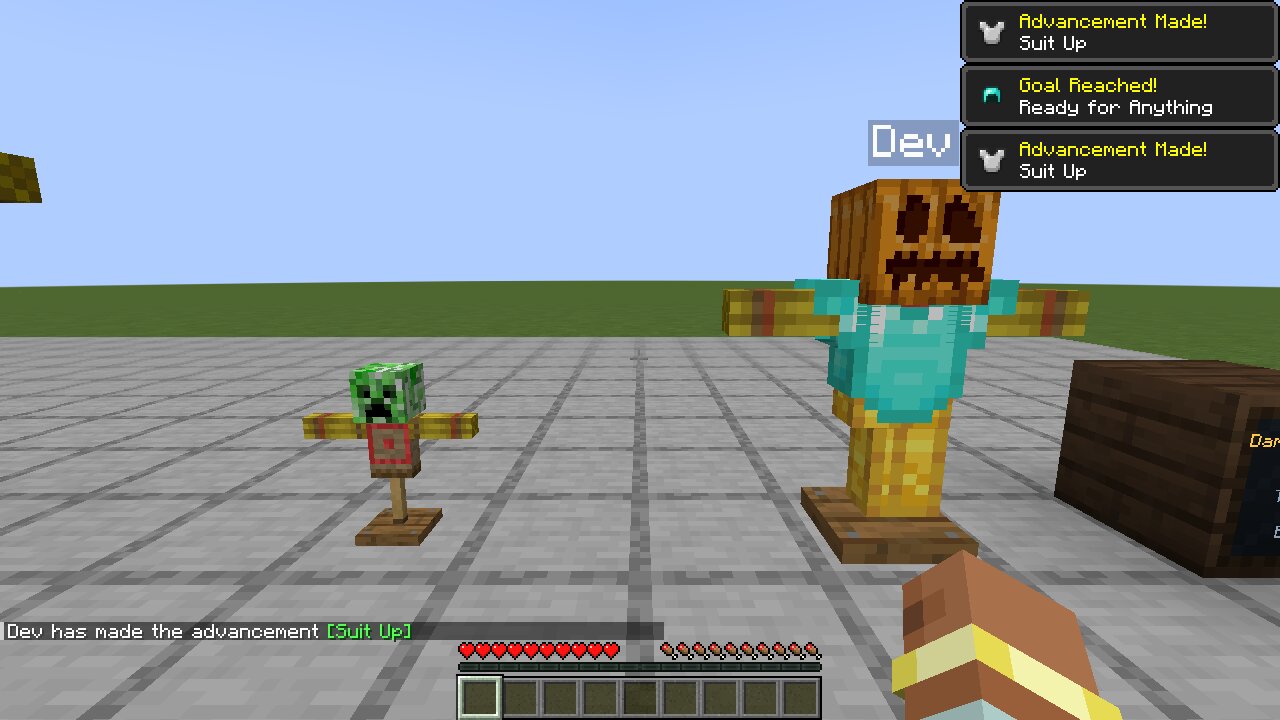 Advancement Made!
Suit Up
Goal Reached!
Ready for Anything
Advancement Made!
Suit Up
Dev
Dev has made the advancement [Suit Up]